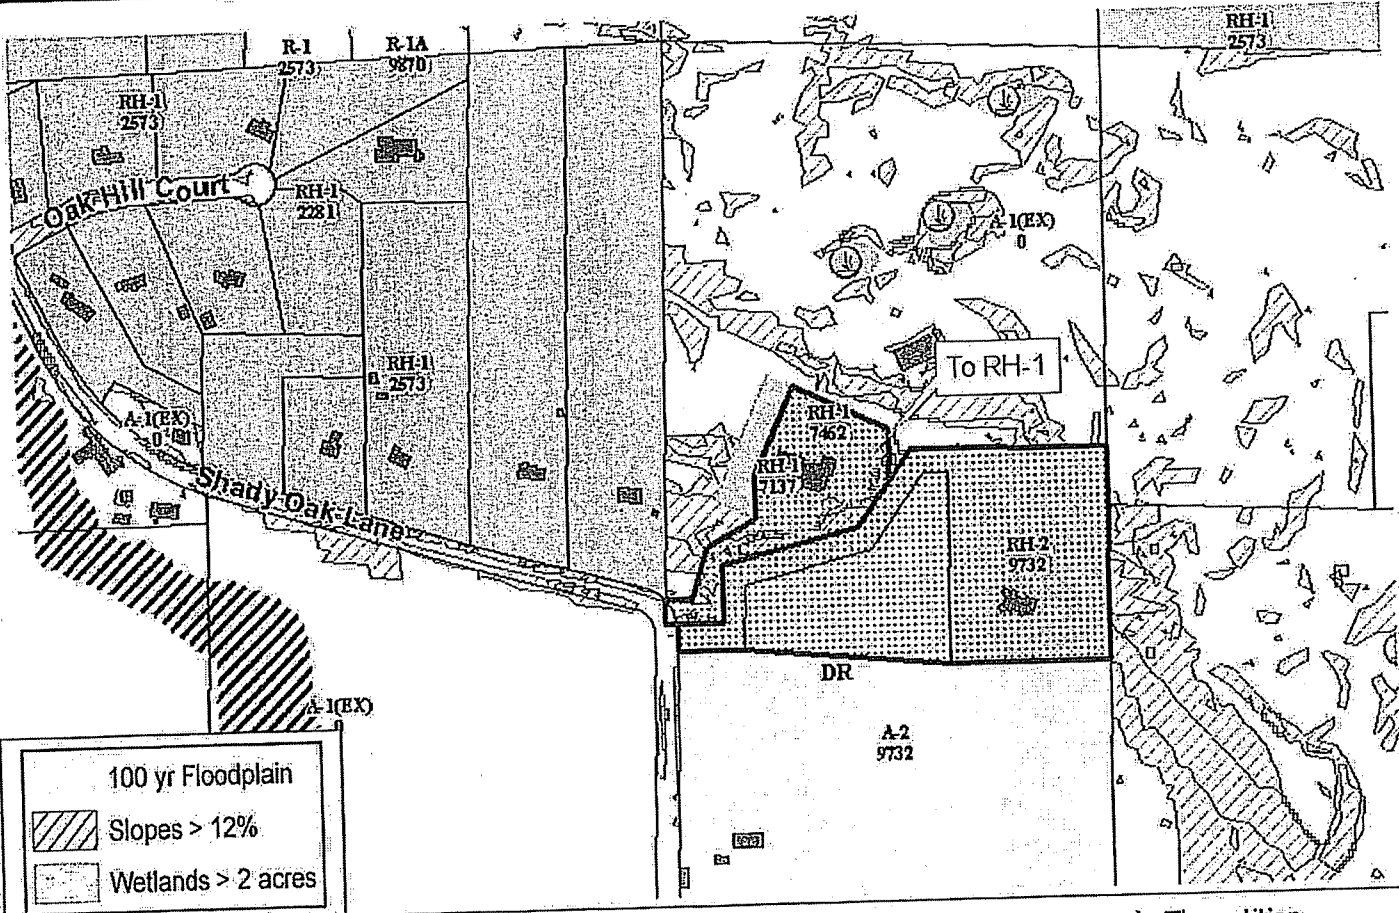 R-1
2573
R-1A
9870
RH-1
2573
RH-1
2573
Oak Hill Court
RH-1
2281
A-1(EX)
0
To RH-1
RH-1
2573
RH-1
7462
RH-1
7137
A-1(EX)
0
Shady Oak Lane
RH-2
9732
DR
A-1(EX)
0
A-2
9732
100 yr Floodplain
Slopes > 12%
Wetlands > 2 acres